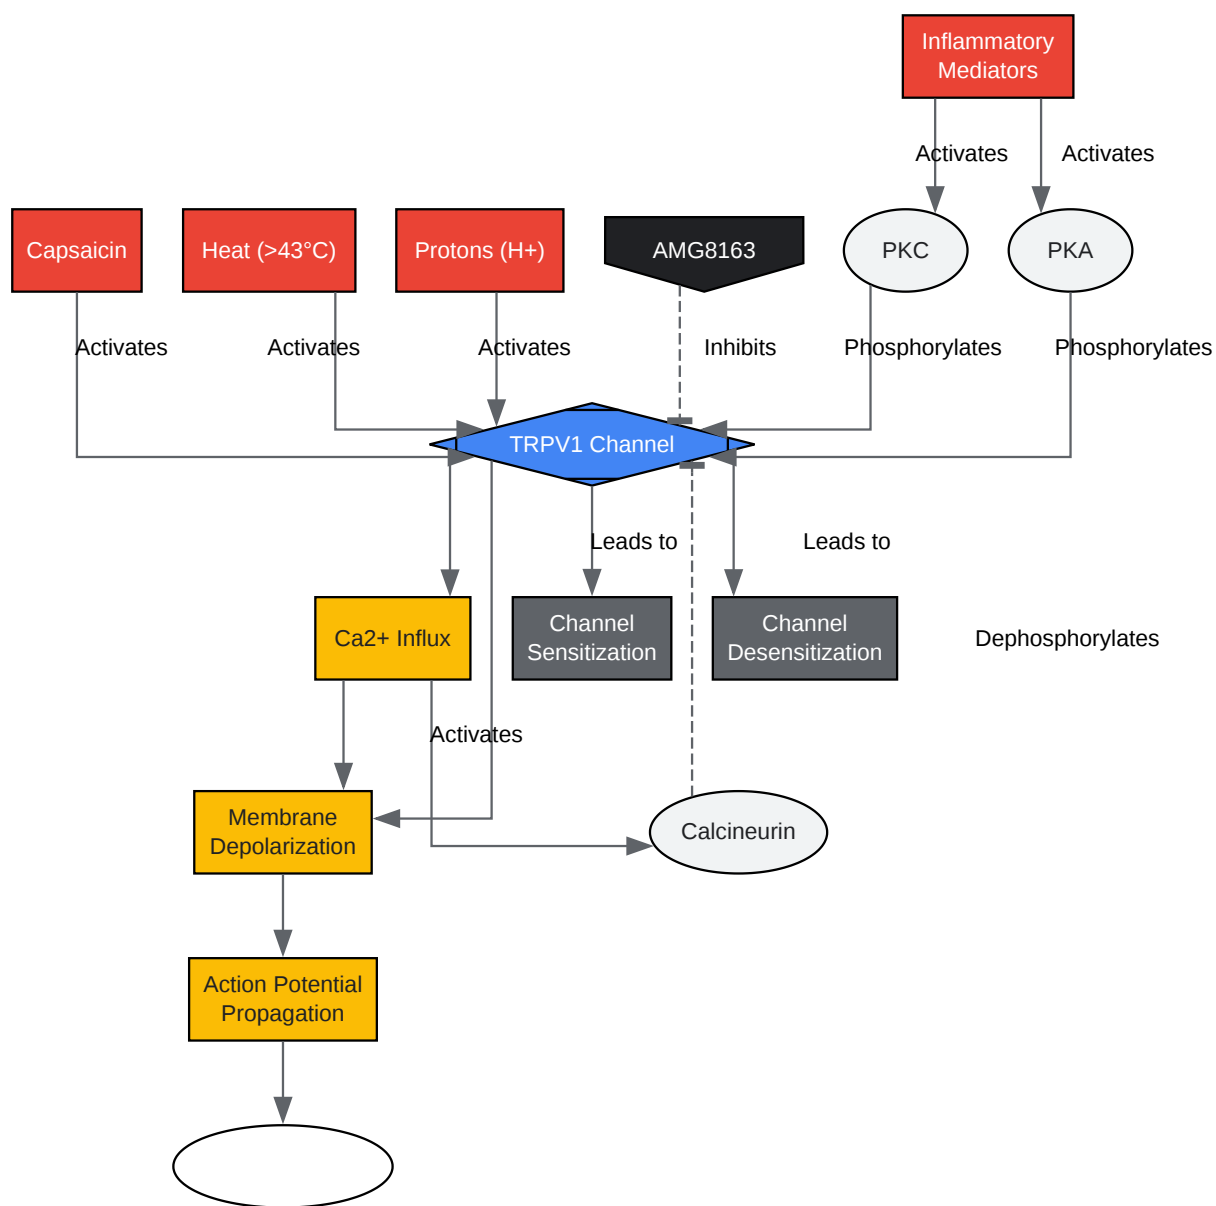 Inflammatory
Mediators
Activates
Activates
Capsaicin
Heat (>43°C)
Protons (H+)
AMG8163
PKC
PKA
Activates
Activates
Activates
Inhibits
Phosphorylates
Phosphorylates
TRPV1 Channel
Leads to
Leads to
Ca2+ Influx
Channel
Sensitization
Channel
Desensitization
Dephosphorylates
Activates
Membrane
Depolarization
Calcineurin
Action Potential
Propagation